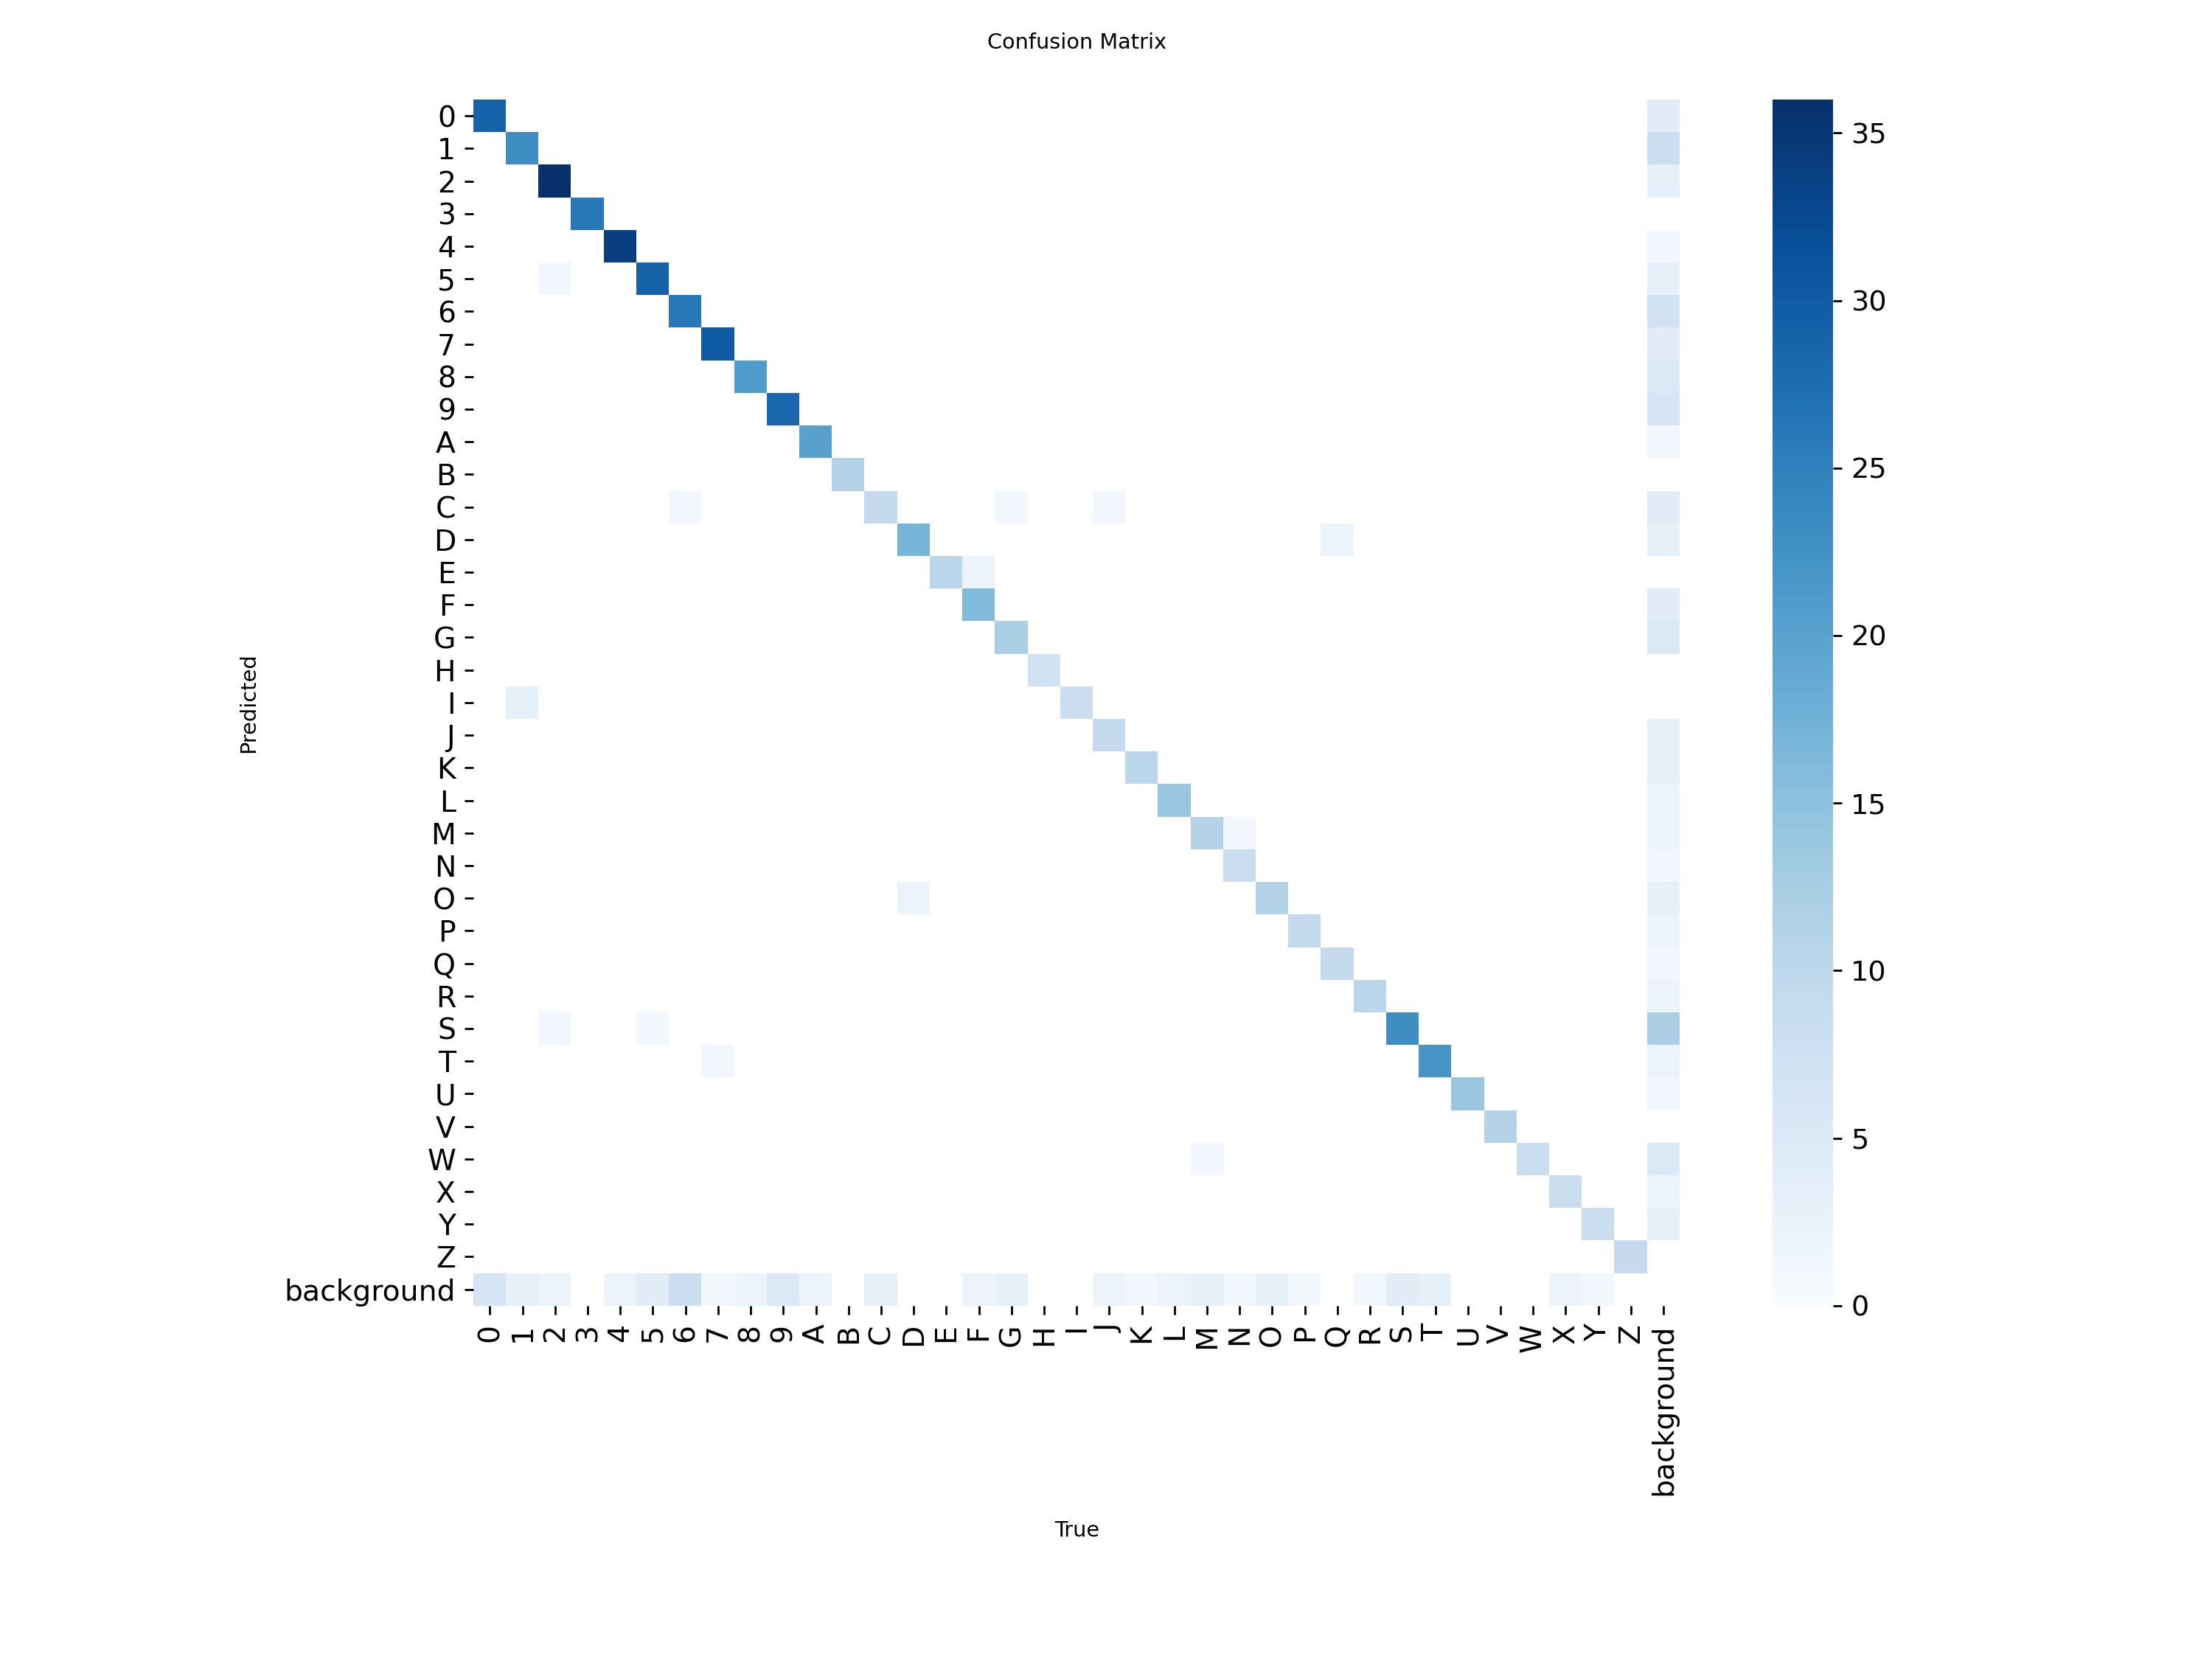 Confusion Matrix
0
1
2
3
4
5
6
7
8
9
A
B
C
D
E
F
G
H
I
J
K
L
M
N
O
P
Q
R
S
T
U
V
W
X
Y
Z
background
Predicted
0 1 2 3 4 5 6 7 8 9 A B C D E F G H I J K L M N O P Q R S T U V W X Y Z background
True
35
30
25
20
15
10
5
0